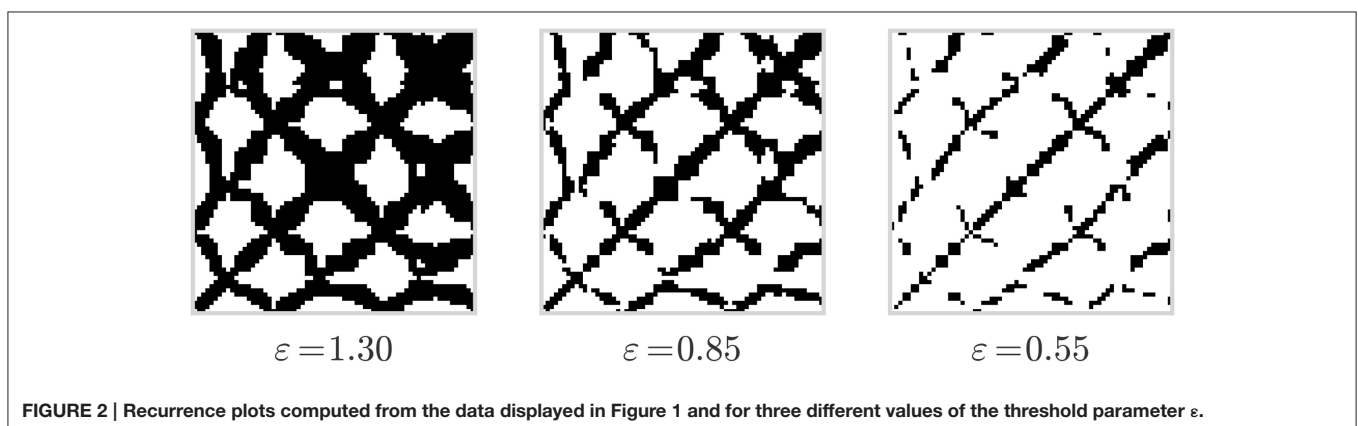 ε=1.30
ε=0.85
ε=0.55
FIGURE 2 | Recurrence plots computed from the data displayed in Figure 1 and for three different values of the threshold parameter ε.